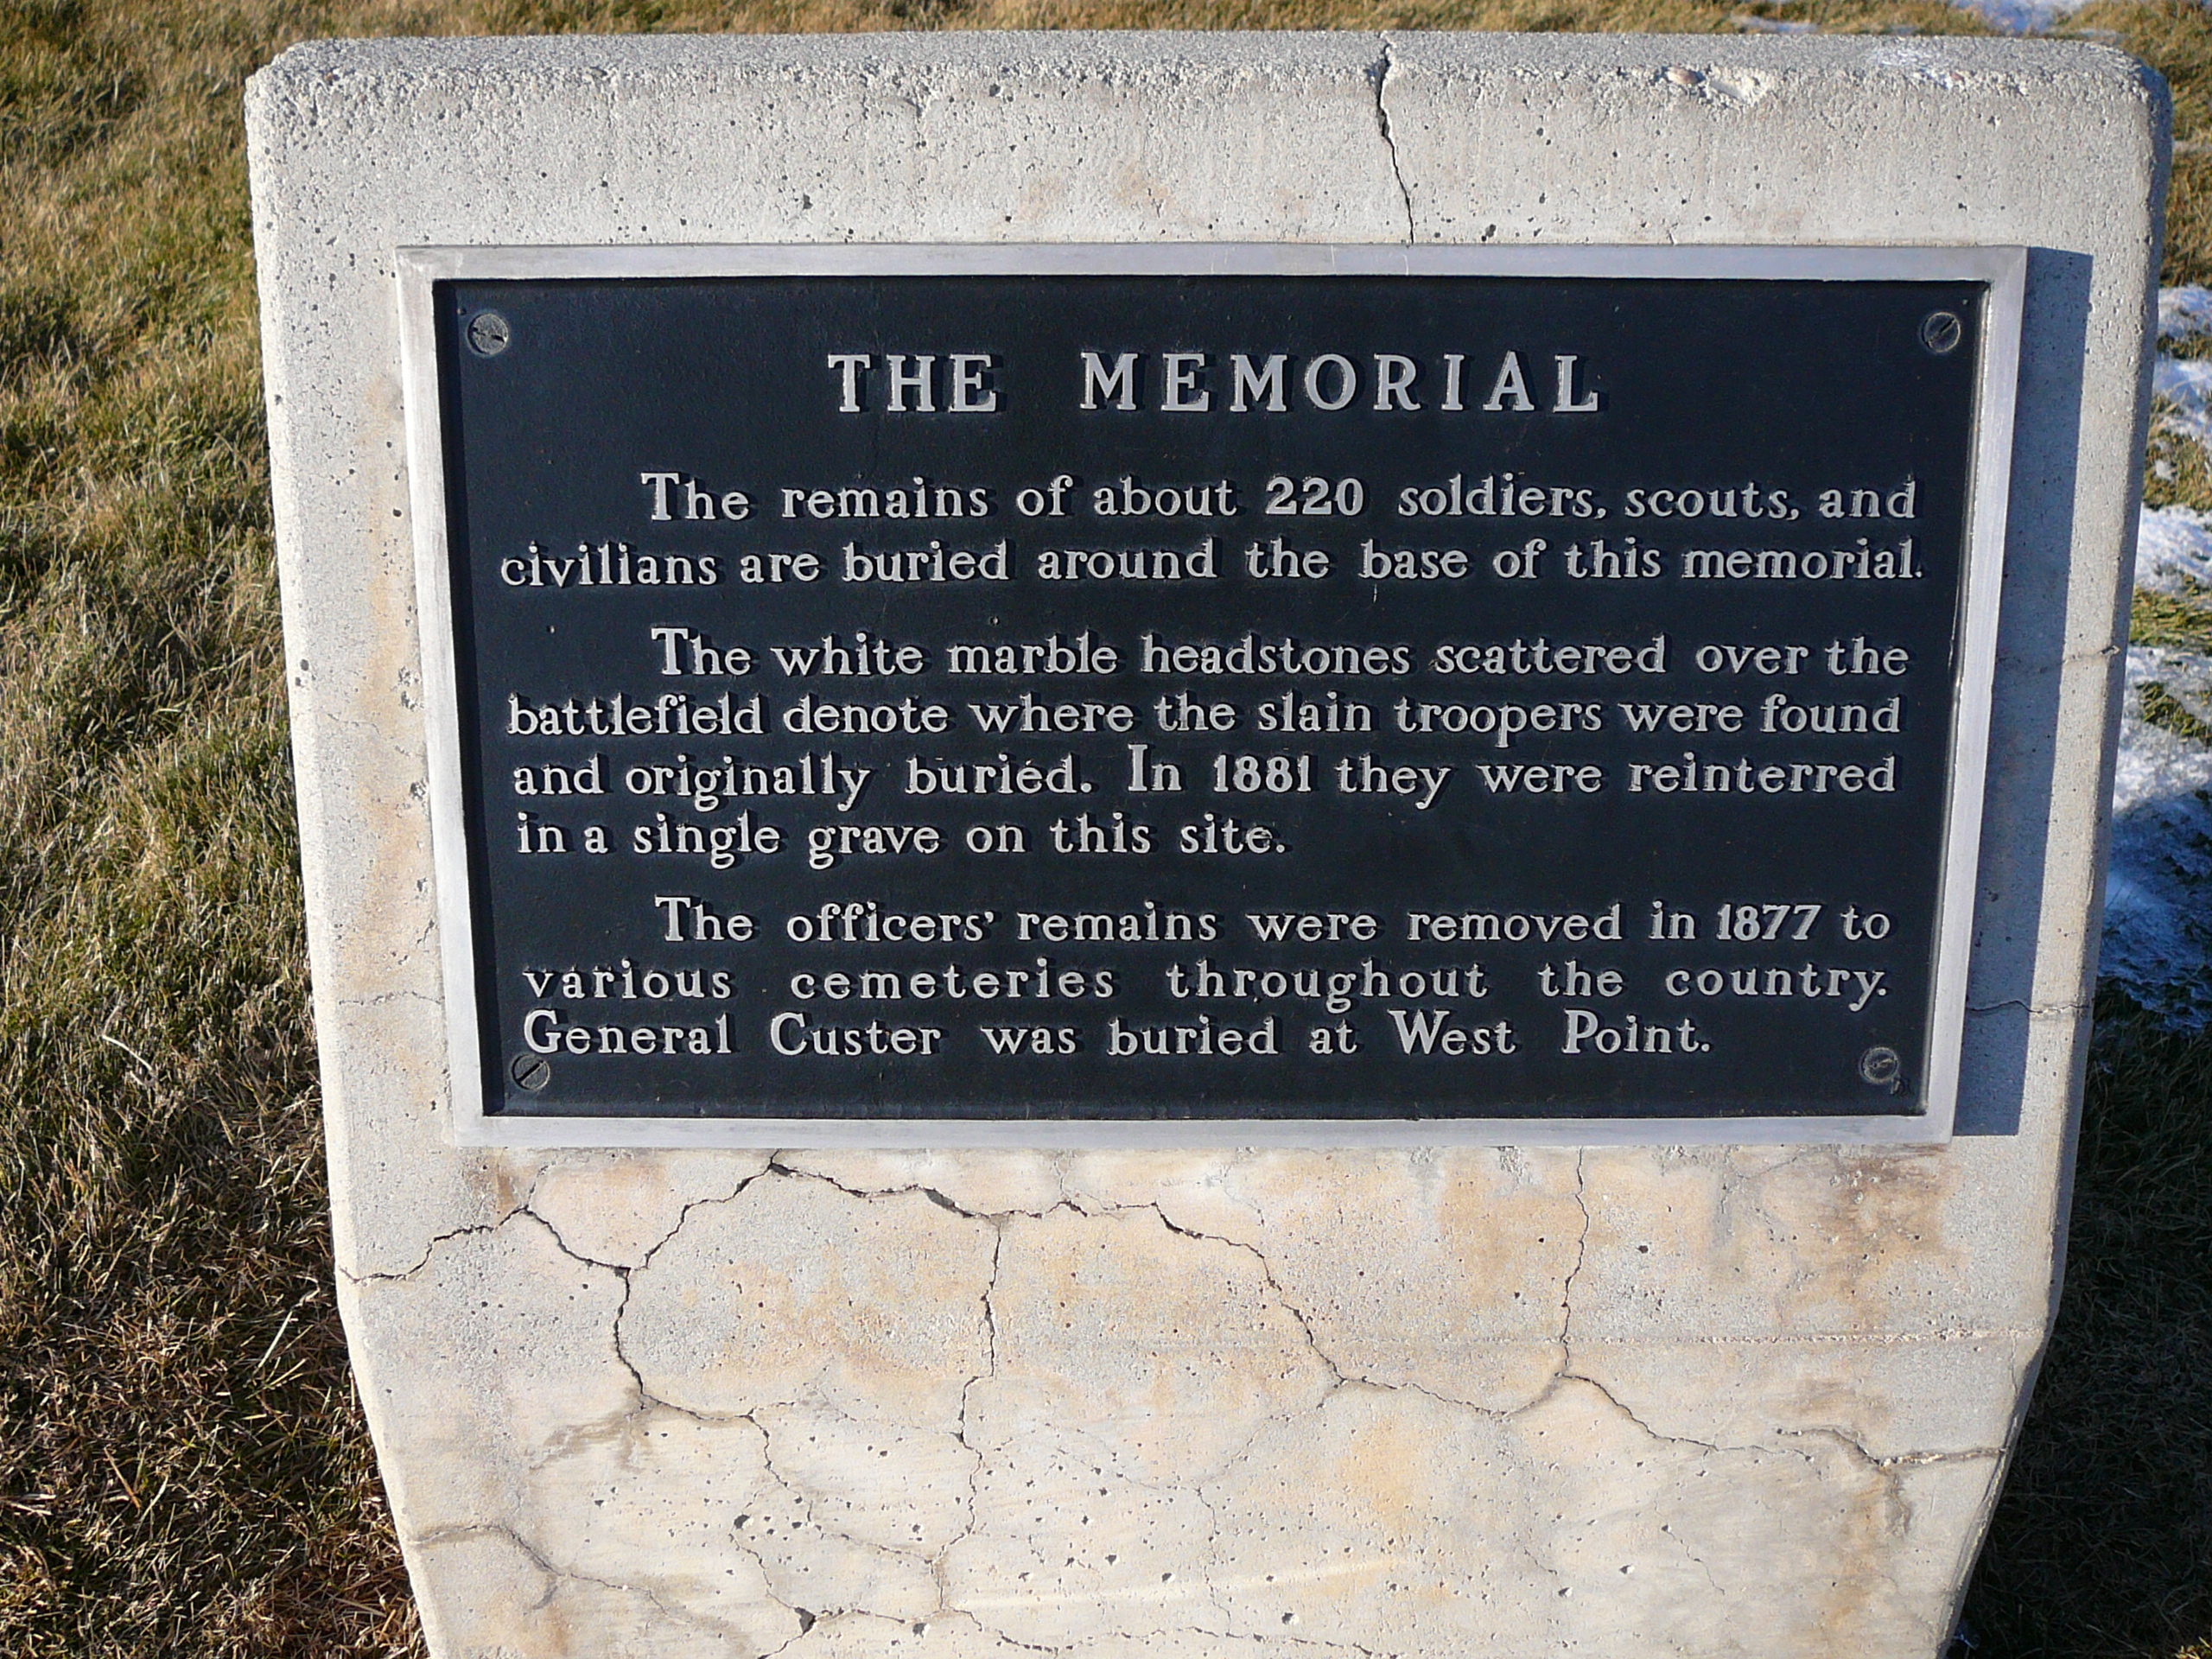 THE MEMORIAL
The remains of about 220 soldiers, scouts, and
civilians are buried around the base of this memorial.
The white marble headstones scattered over the
battlefield denote where the slain troopers were found
and originally buried. In 1881 they were reinterred
in a single grave on this site.
The officers' remains were removed in 1877 to
various cemeteries throughout the country.
General Custer was buried at West Point.